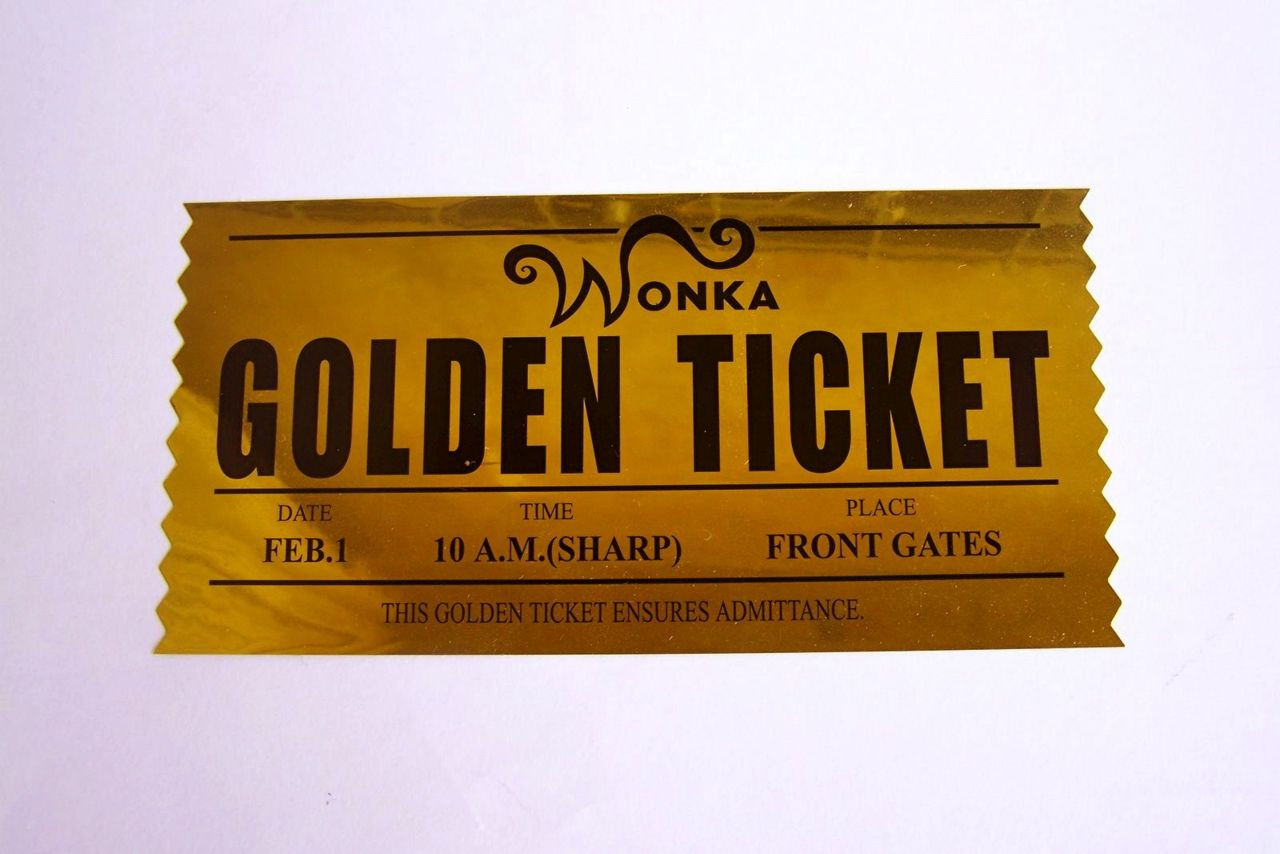 WONKA
GOLDEN TICKET
DATE TIME PLACE
FEB.1 10 A.M.(SHARP) FRONT GATES
THIS GOLDEN TICKET ENSURES ADMITTANCE.